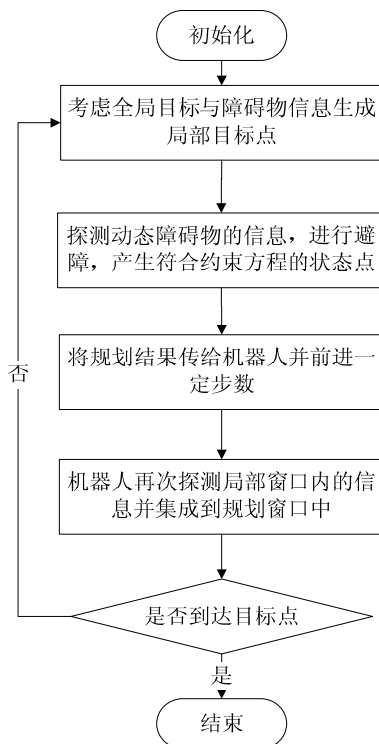 初始化
考虑全局目标与障碍物信息生成
局部目标点
探测动态障碍物的信息，进行避
障，产生符合约束方程的状态点
将规划结果传给机器人并前进一
定步数
机器人再次探测局部窗口内的信
息并集成到规划窗口中
是否到达目标点
否
是
结束